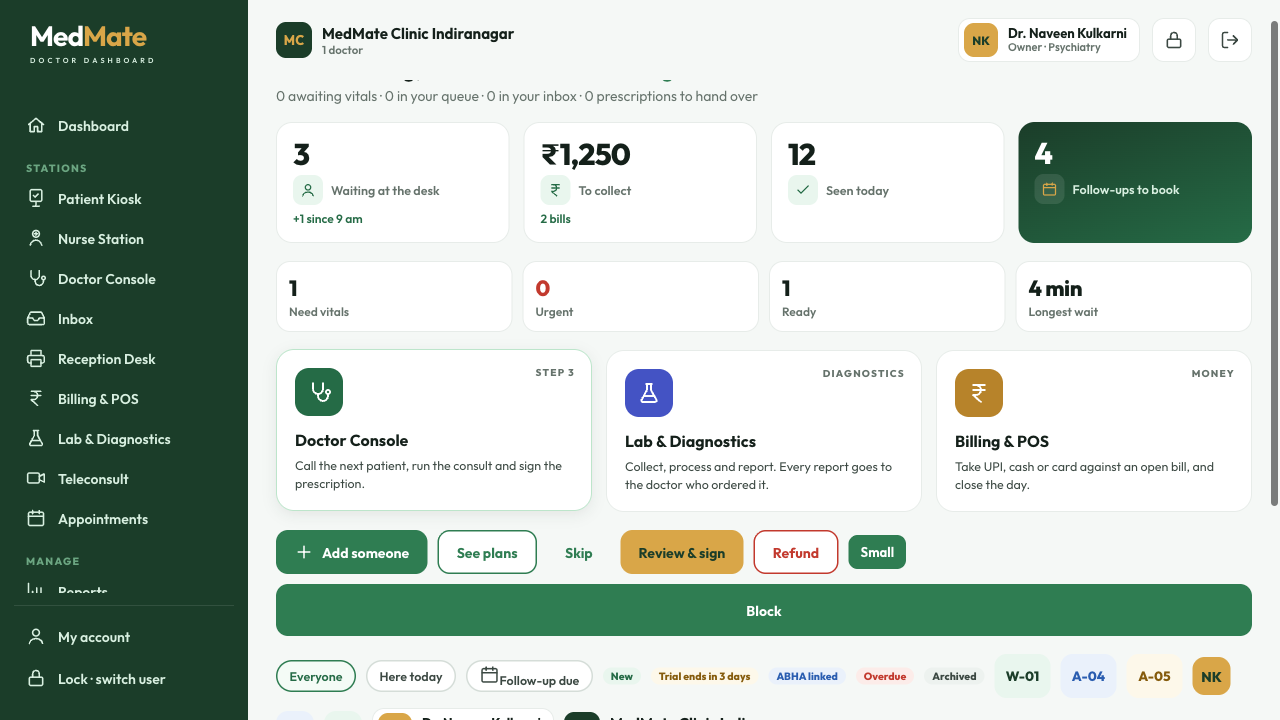 MedMate
DOCTOR DASHBOARD
Dashboard
STATIONS
Patient Kiosk
Nurse Station
Doctor Console
Inbox
Reception Desk
Billing & POS
Lab & Diagnostics
Teleconsult
Appointments
MANAGE
Reports
My account
Lock · switch user
MC
MedMate Clinic Indiranagar
1 doctor
NK
Dr. Naveen Kulkarni
Owner · Psychiatry
0 awaiting vitals · 0 in your queue · 0 in your inbox · 0 prescriptions to hand over
3
Waiting at the desk
+1 since 9 am
₹1,250
₹ To collect
2 bills
12
Seen today
4
Follow-ups to book
1
Need vitals
0
Urgent
1
Ready
4 min
Longest wait
STEP 3
Doctor Console
Call the next patient, run the consult and sign the
prescription.
DIAGNOSTICS
Lab & Diagnostics
Collect, process and report. Every report goes to
the doctor who ordered it.
MONEY
₹
Billing & POS
Take UPI, cash or card against an open bill, and
close the day.
Add someone See plans Skip Review & sign Refund Small
Block
Everyone Here today Follow-up due New Trial ends in 3 days ABHA linked Overdue Archived W-01 A-04 A-05 NK